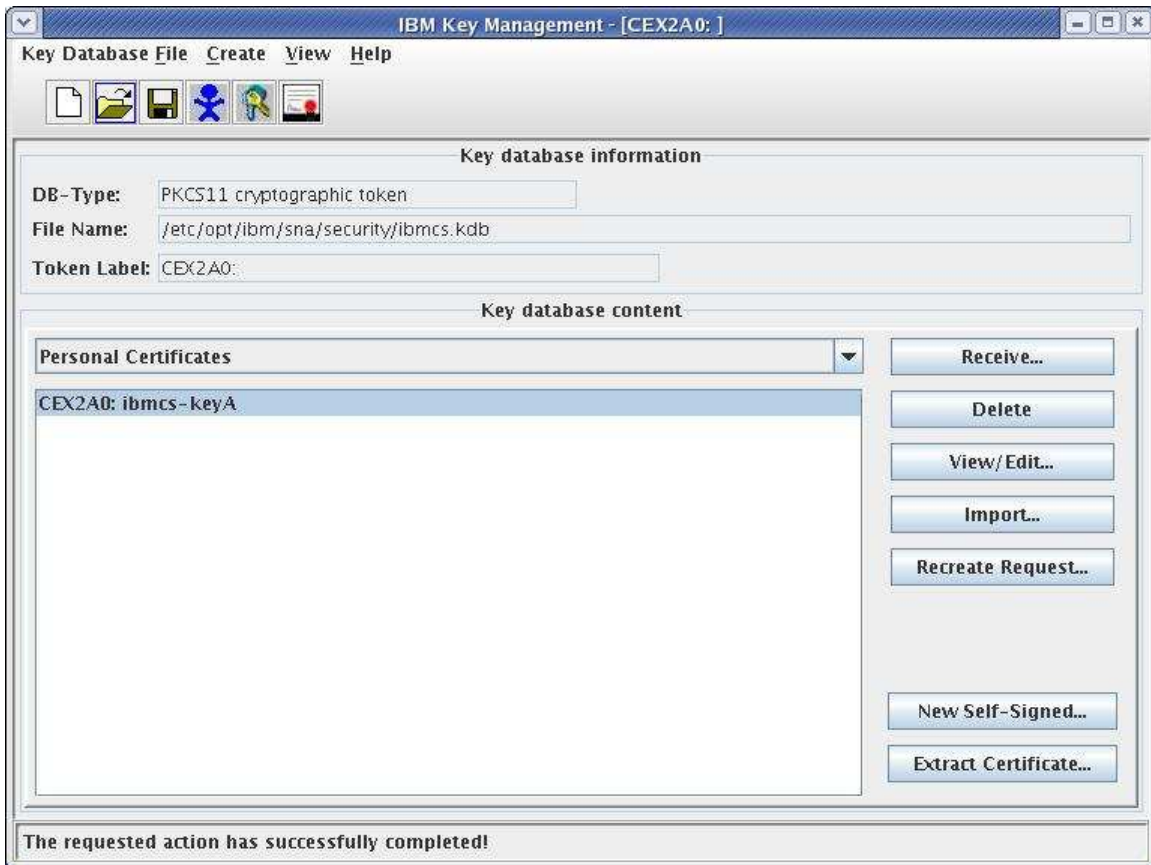 IBM Key Management - [CEX2A0: ]
Key Database File Create View Help
Key database information
DB-Type: PKCS11 cryptographic token
File Name: /etc/opt/ibm/sna/security/ibmcs.kdb
Token Label: CEX2A0:
Key database content
Personal Certificates
Receive...
CEX2A0: ibmcs-keyA
Delete
View/Edit...
Import...
Recreate Request...
New Self-Signed...
Extract Certificate...
The requested action has successfully completed!